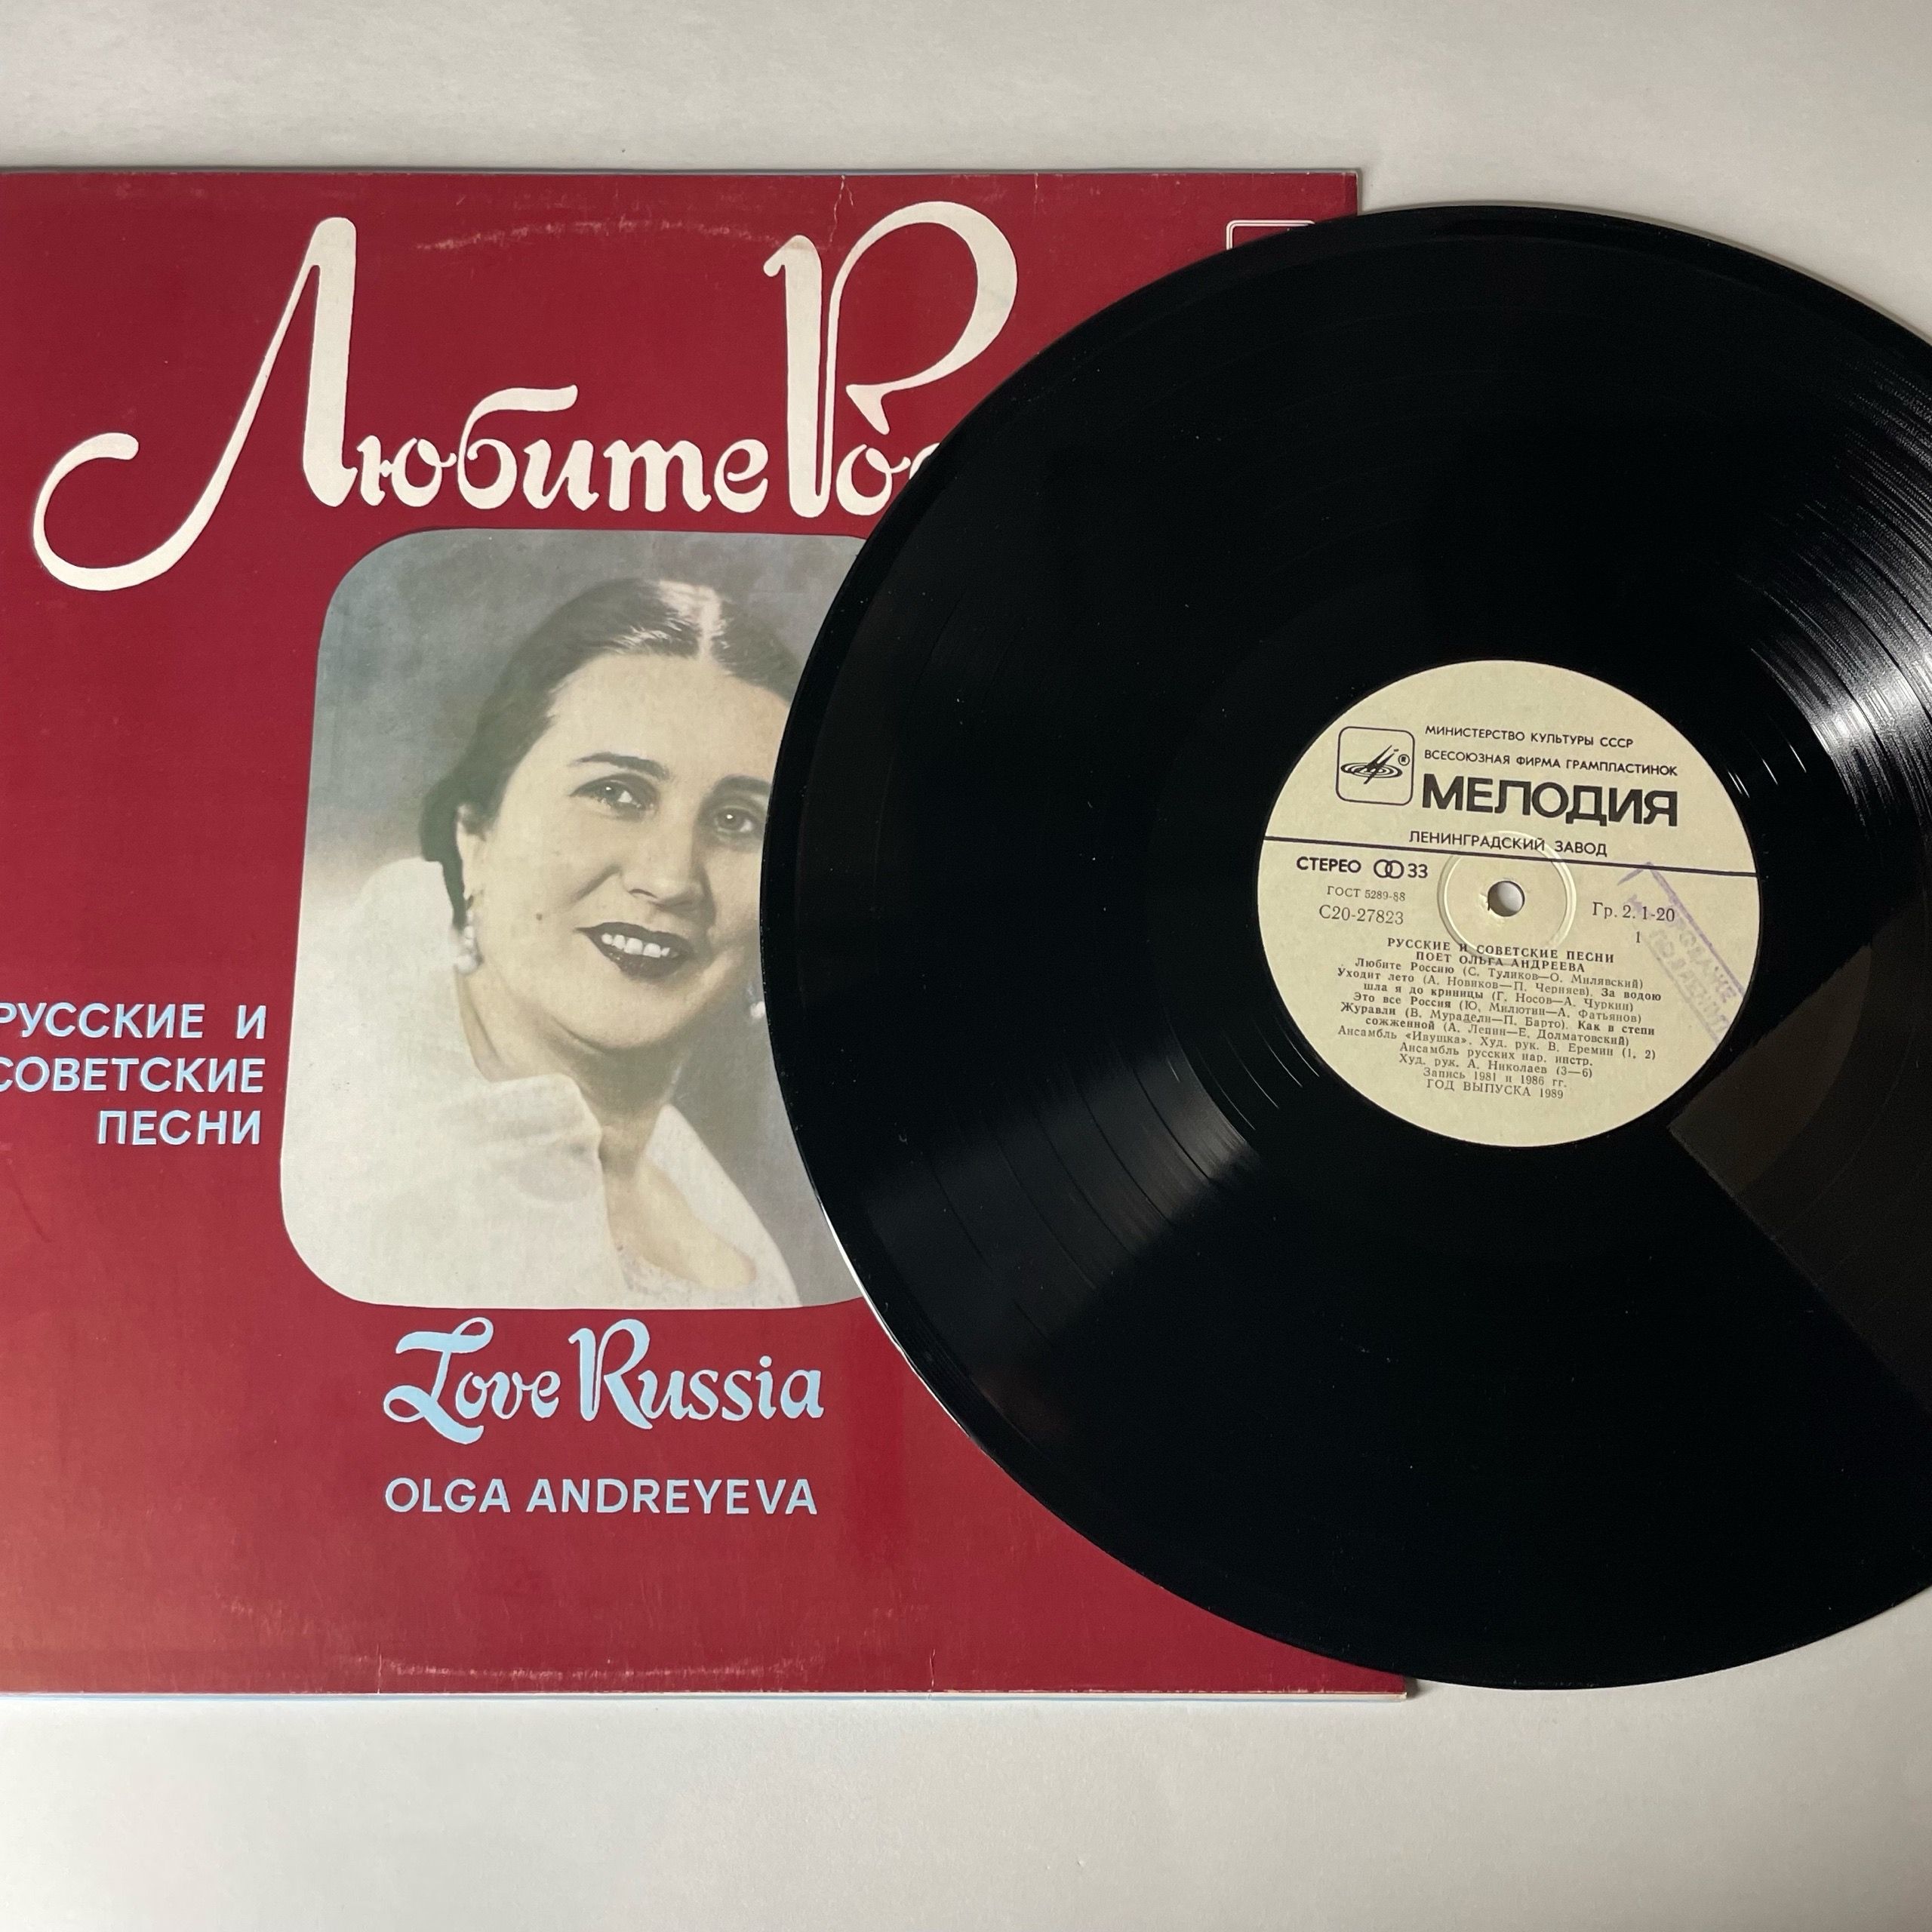 Любите
РУССКИЕ И
СОВЕТСКИЕ
ПЕСНИ
Love Russia
OLGA ANDREYEVA
МИНИСТЕРСТВО КУЛЬТУРЫ СССР
ВСЕСОЮЗНАЯ ФИРМА ГРАМПЛАСТИНОК
МЕЛОДИЯ
ЛЕНИНГРАДСКИЙ ЗАВОД
СТЕРЕО 33
ГОСТ 5289-88
С20-27823
Гр. 2. 1-20
1
РУССКИЕ И СОВЕТСКИЕ ПЕСНИ
ПОЕТ ОЛЬГА АНДРЕЕВА
Любите Россию (С. Туликов—О. Милявский)
Уходит лето (А. Новиков—П. Черняев). За водою
шла я до криницы (Г. Носов—А. Чуркин)
Это все Россия (Ю. Милютин—А. Фатьянов)
Журавли (В. Мурадели—П. Барто). Как в степи
сожженной (А. Лепин—Е. Долматовский)
Ансамбль «Ивушка». Худ. рук. В. Еремин (1, 2)
Ансамбль русских нар. инстр.
Худ. рук. А. Николаев (3—6)
Запись 1981 и 1986 гг.
ГОД ВЫПУСКА 1989